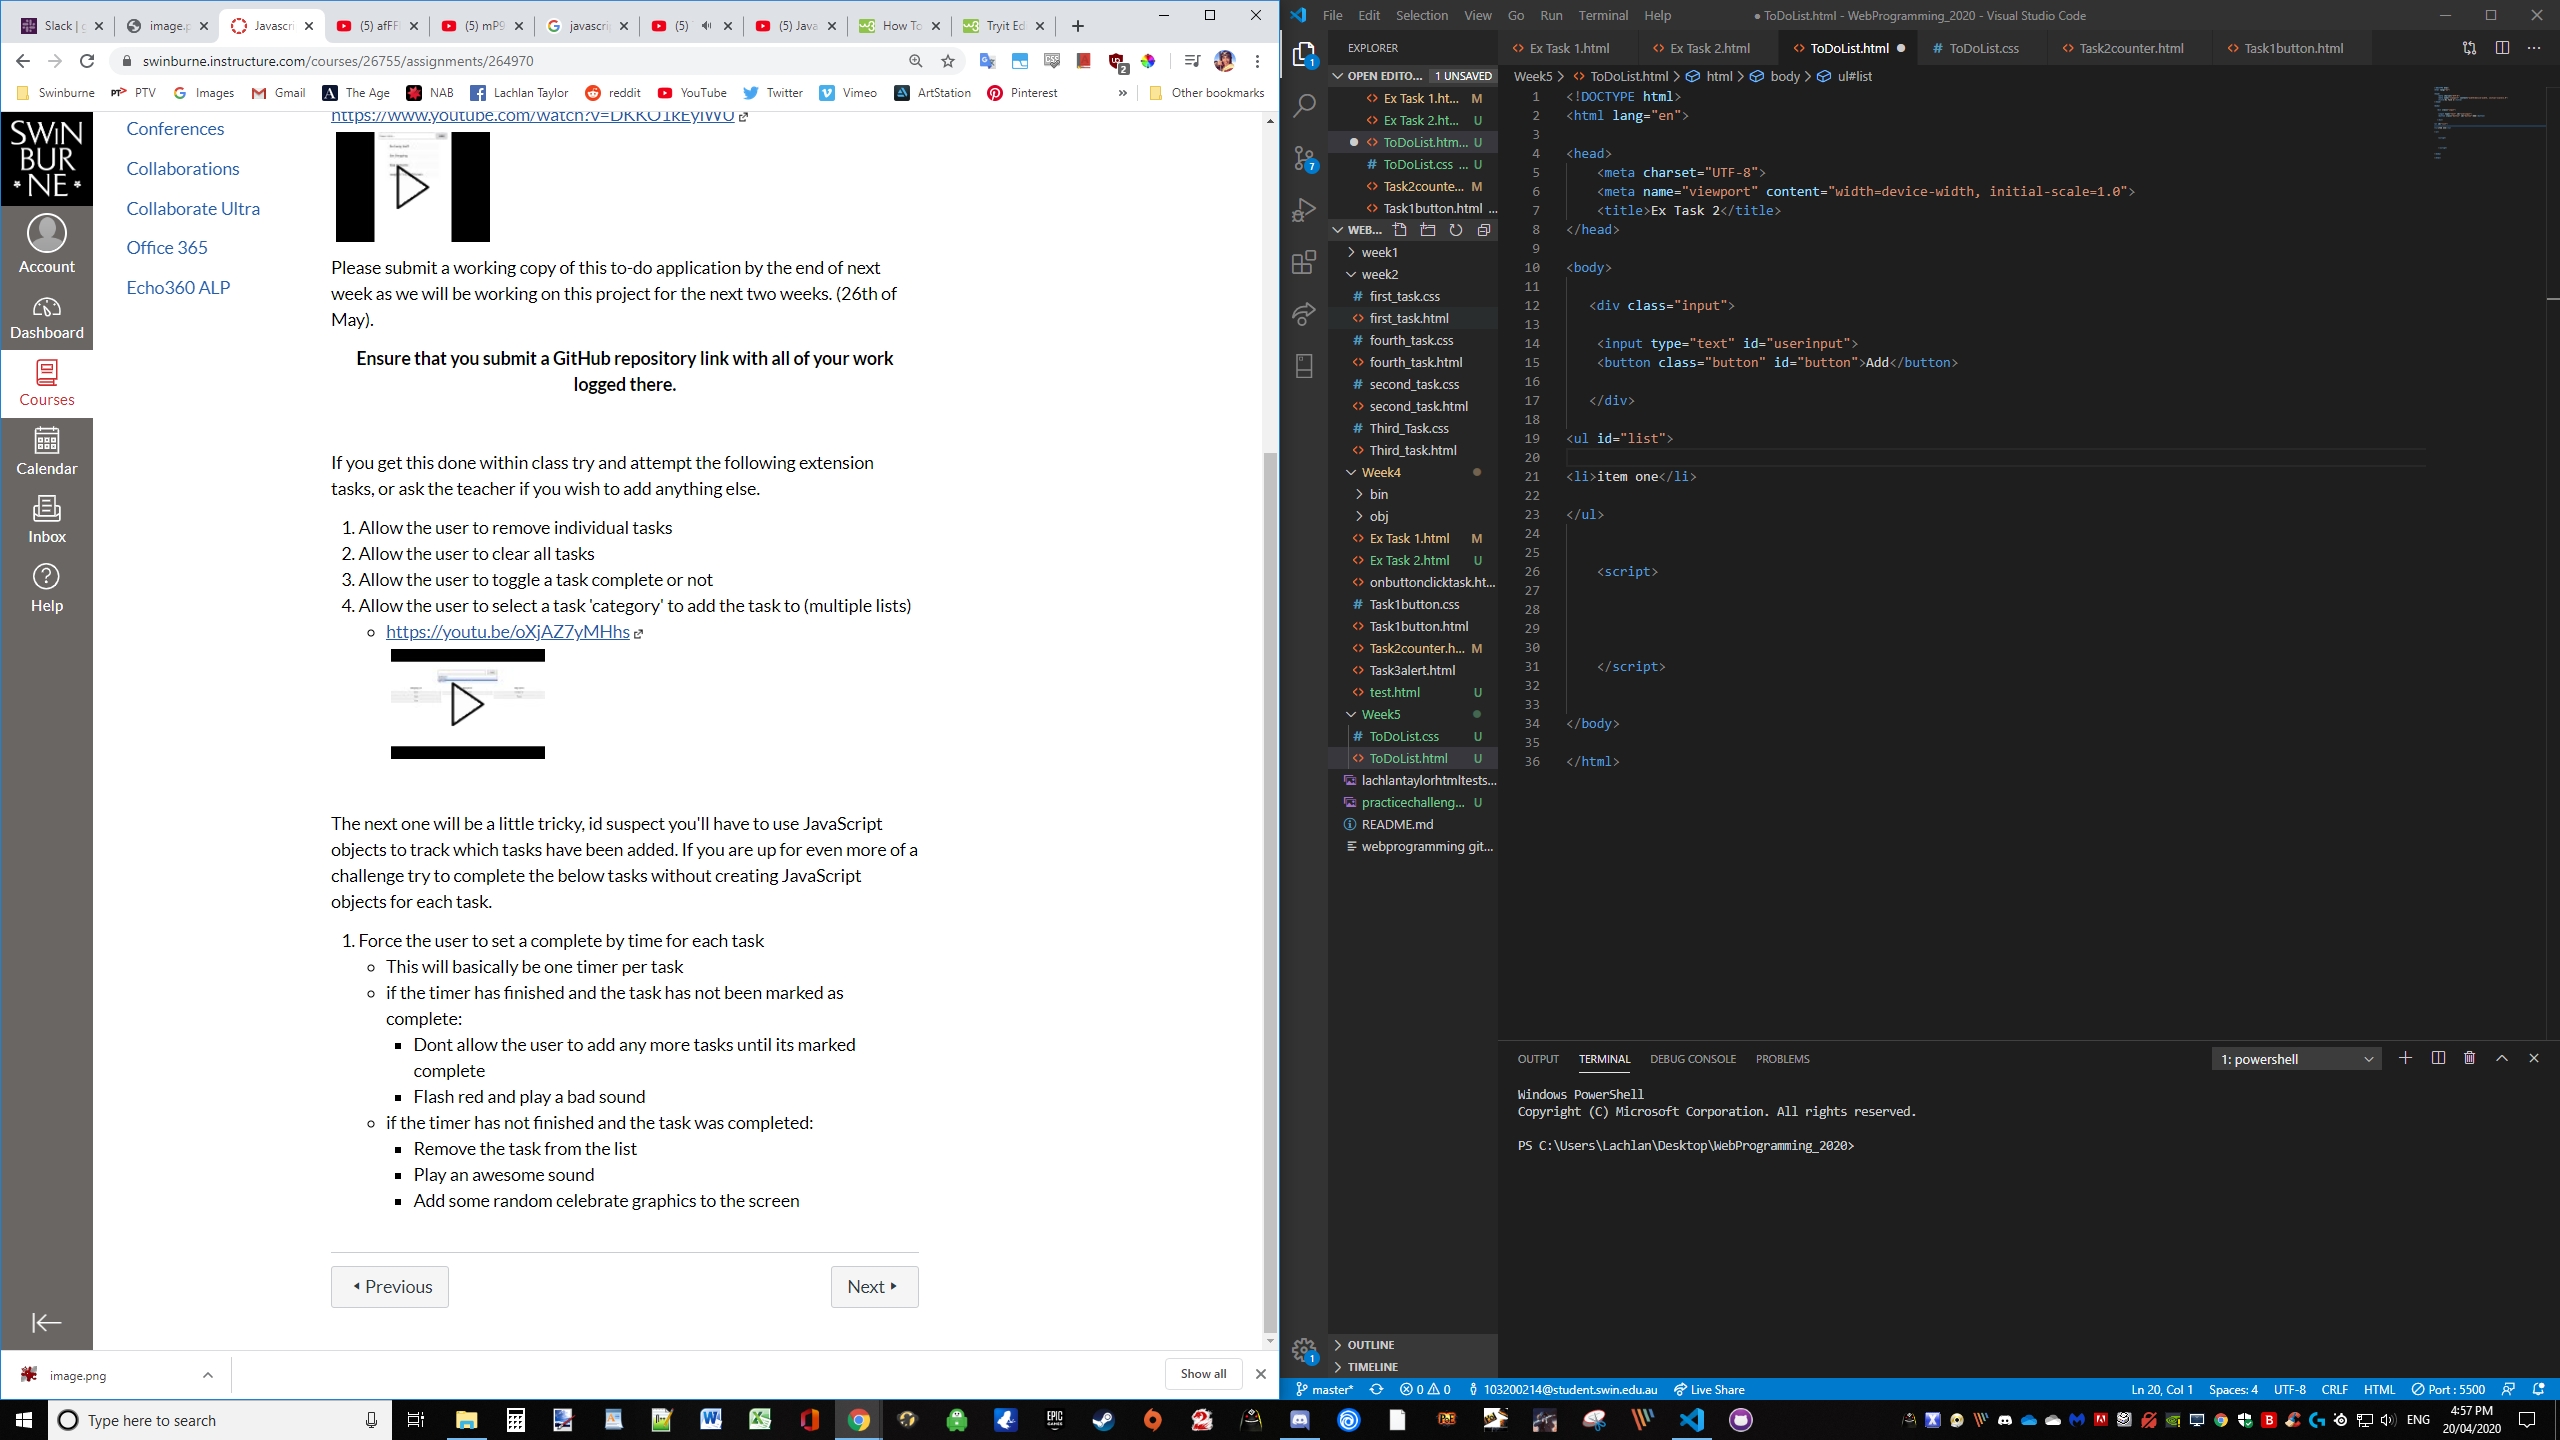 Slack | g
image.p
Javascri
(5) afFF
(5) mP9
javascri
(5)
(5) Java
How To
Tryit Ed
swinburne.instructure.com/courses/26755/assignments/264970
2
Swinburne
PTV
Images
Gmail
The Age
NAB
Lachlan Taylor
reddit
YouTube
Twitter
Vimeo
ArtStation
Pinterest
»
Other bookmarks
SWIN
BUR
NE
Account
Dashboard
Courses
Calendar
Inbox
Help
Conferences
Collaborations
Collaborate Ultra
Office 365
Echo360 ALP
Please submit a working copy of this to-do application by the end of next
week as we will be working on this project for the next two weeks. (26th of
May).
Ensure that you submit a GitHub repository link with all of your work
logged there.
If you get this done within class try and attempt the following extension
tasks, or ask the teacher if you wish to add anything else.
1. Allow the user to remove individual tasks
2. Allow the user to clear all tasks
3. Allow the user to toggle a task complete or not
4. Allow the user to select a task 'category' to add the task to (multiple lists)
https://youtu.be/oXjAZ7yMHhs
The next one will be a little tricky, id suspect you'll have to use JavaScript
objects to track which tasks have been added. If you are up for even more of a
challenge try to complete the below tasks without creating JavaScript
objects for each task.
1. Force the user to set a complete by time for each task
This will basically be one timer per task
if the timer has finished and the task has not been marked as
complete:
Dont allow the user to add any more tasks until its marked
complete
Flash red and play a bad sound
if the timer has not finished and the task was completed:
Remove the task from the list
Play an awesome sound
Add some random celebrate graphics to the screen
Previous
Next
image.png
Show all
File Edit Selection View Go Run Terminal Help
● ToDoList.html - WebProgramming_2020 - Visual Studio Code
EXPLORER
OPEN EDITO... 1 UNSAVED
Ex Task 1.ht... M
Ex Task 2.ht... U
ToDoList.htm... U
ToDoList.css ... U
Task2counte... M
Task1button.html ...
WEB...
week1
week2
first_task.css
first_task.html
fourth_task.css
fourth_task.html
second_task.css
second_task.html
Third_Task.css
Third_task.html
Week4
bin
obj
Ex Task 1.html M
Ex Task 2.html U
onbuttonclicktask.ht...
Task1button.css
Task1button.html
Task2counter.h... M
Task3alert.html
test.html U
Week5
ToDoList.css U
ToDoList.html U
lachlantaylorhtmltests...
practicechalleng... U
README.md
webprogramming git...
OUTLINE
TIMELINE
Ex Task 1.html
Ex Task 2.html
ToDoList.html
ToDoList.css
Task2counter.html
Task1button.html
Week5 > ToDoList.html > html > body > ul#list
1 <!DOCTYPE html>
2 <html lang="en">
3
4 <head>
5 <meta charset="UTF-8">
6 <meta name="viewport" content="width=device-width, initial-scale=1.0">
7 <title>Ex Task 2</title>
8 </head>
9
10 <body>
11
12 <div class="input">
13
14 <input type="text" id="userinput">
15 <button class="button" id="button">Add</button>
16
17 </div>
18
19 <ul id="list">
20
21 <li>item one</li>
22
23 </ul>
24
25
26 <script>
27
28
29
30
31 </script>
32
33
34 </body>
35
36 </html>
OUTPUT TERMINAL DEBUG CONSOLE PROBLEMS
1: powershell
Windows PowerShell
Copyright (C) Microsoft Corporation. All rights reserved.
PS C:\Users\Lachlan\Desktop\WebProgramming_2020>
master*
0 0
103200214@student.swin.edu.au
Live Share
Ln 20, Col 1
Spaces: 4
UTF-8
CRLF
HTML
Port : 5500
Type here to search
ENG
4:57 PM
20/04/2020